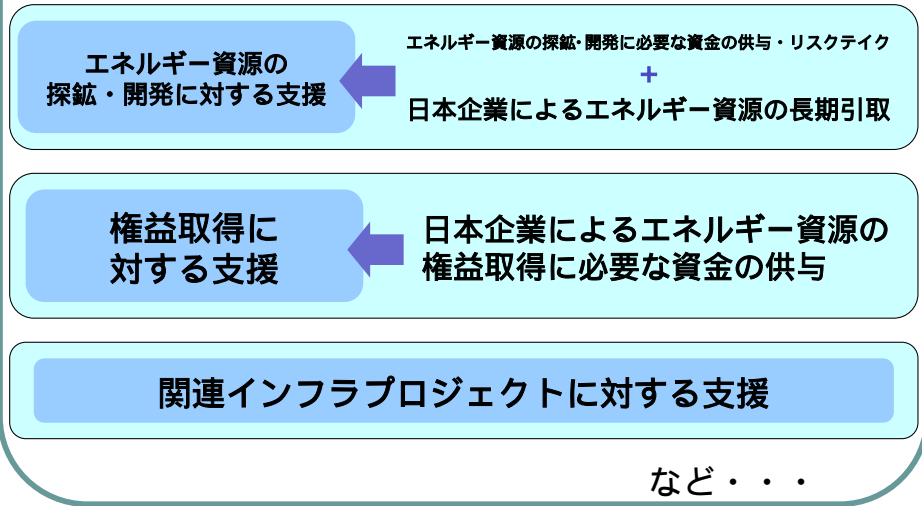 エネルギー資源の
探鉱・開発に対する支援
エネルギー資源の探鉱・開発に必要な資金の供与・リスクテイク
+
日本企業によるエネルギー資源の長期引取
権益取得に
対する支援
日本企業によるエネルギー資源の
権益取得に必要な資金の供与
関連インフラプロジェクトに対する支援
など・・・